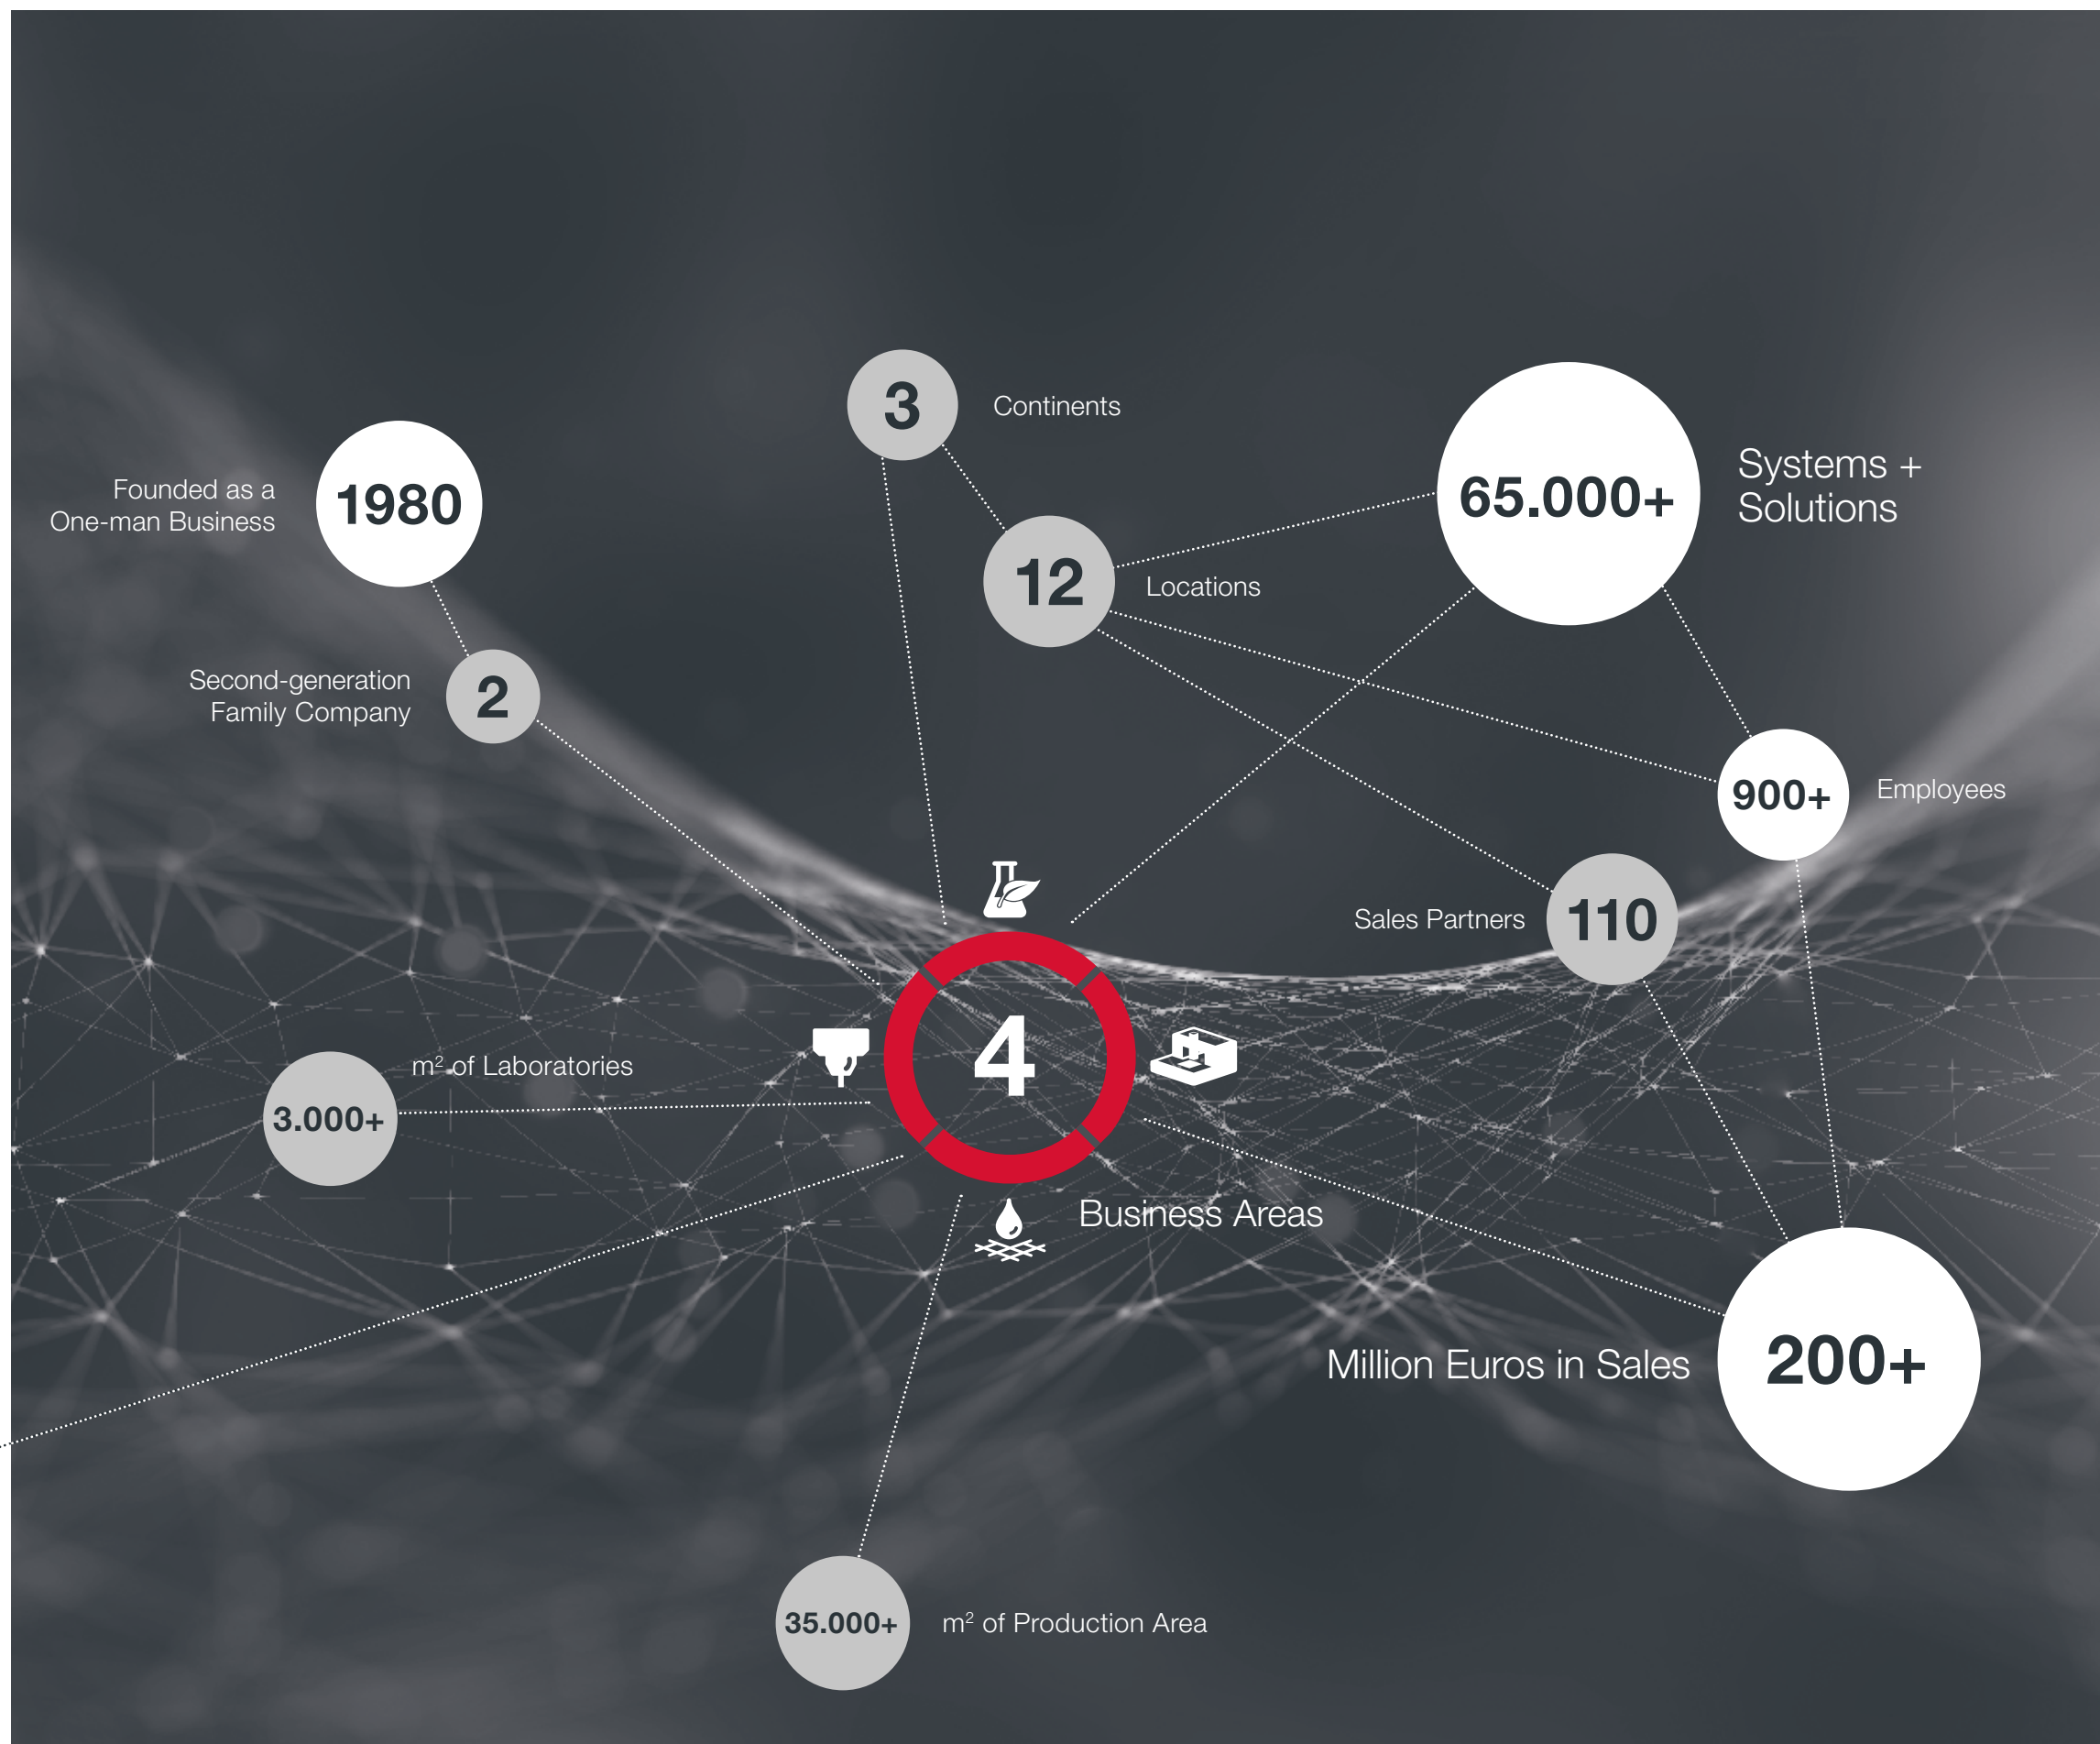 3
Continents
65.000+
Systems +
Solutions
Founded as a
One-man Business
1980
12
Locations
Second-generation
Family Company
2
900+
Employees
Sales Partners
110
4
Business Areas
m² of Laboratories
3.000+
Million Euros in Sales
200+
35.000+
m² of Production Area